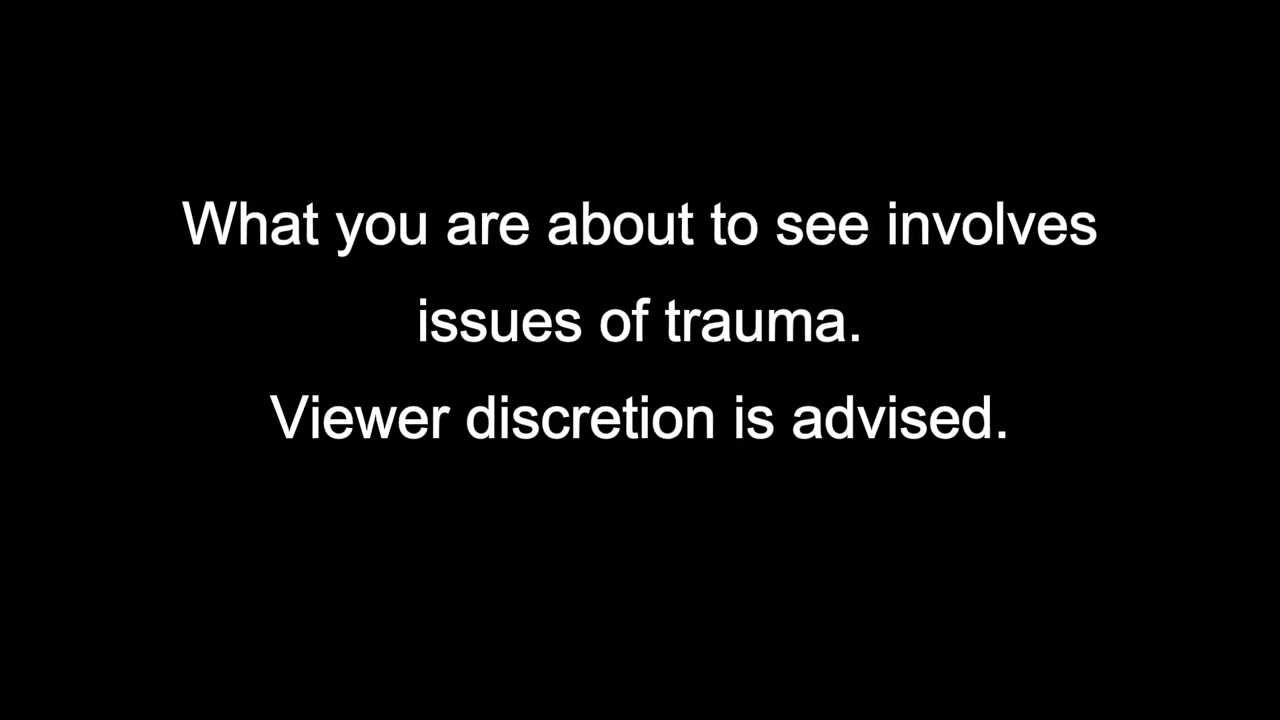 What you are about to see involves
issues of trauma.
Viewer discretion is advised.